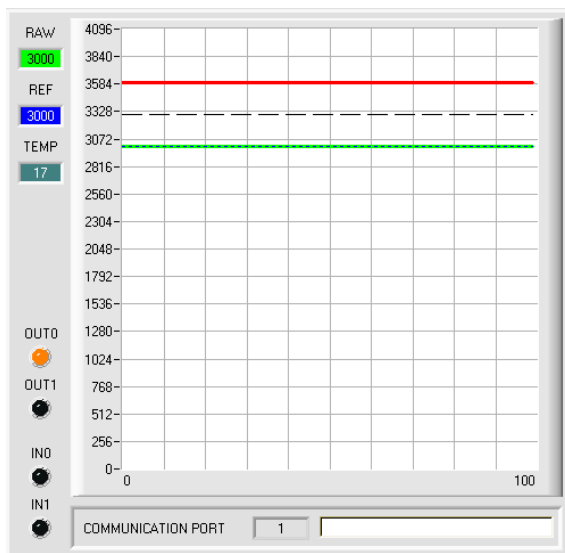 RAW
3000
REF
3000
TEMP
17
OUT0
OUT1
IN0
IN1
4096
3840
3584
3328
3072
2816
2560
2304
2048
1792
1536
1280
1024
768
512
256
0
0 100
COMMUNICATION PORT 1